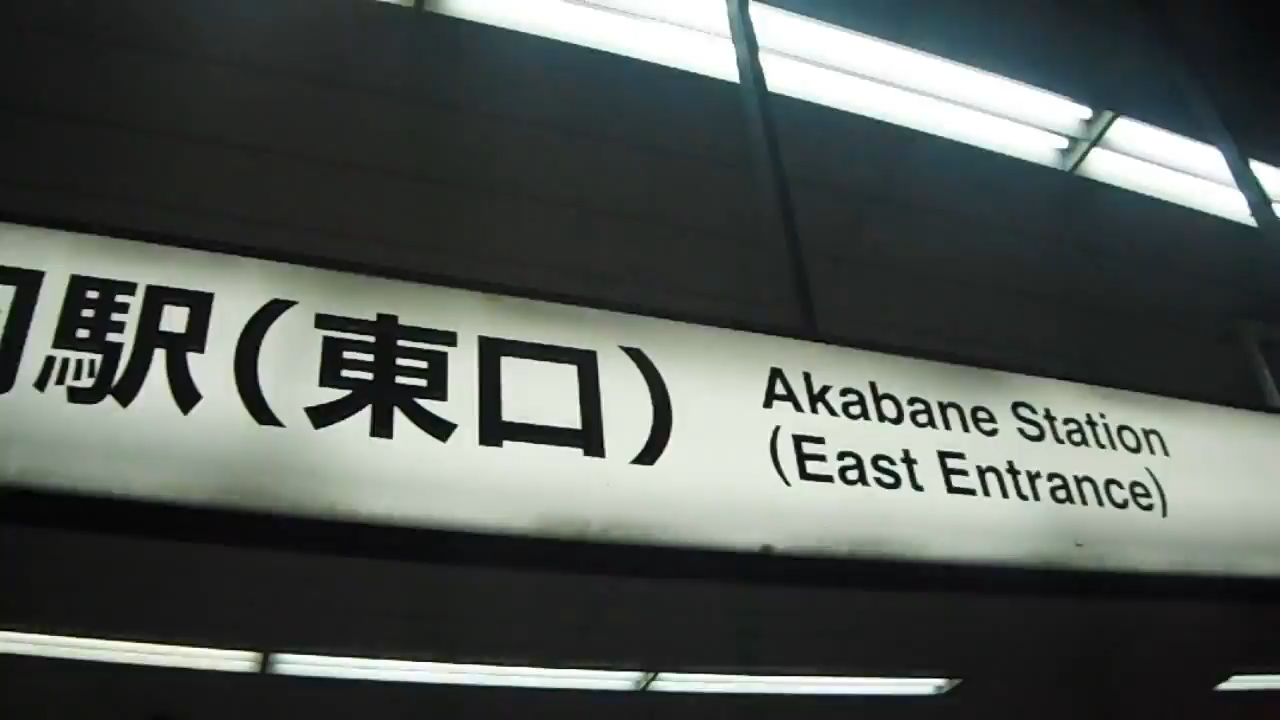 駅(東口)
Akabane Station
(East Entrance)